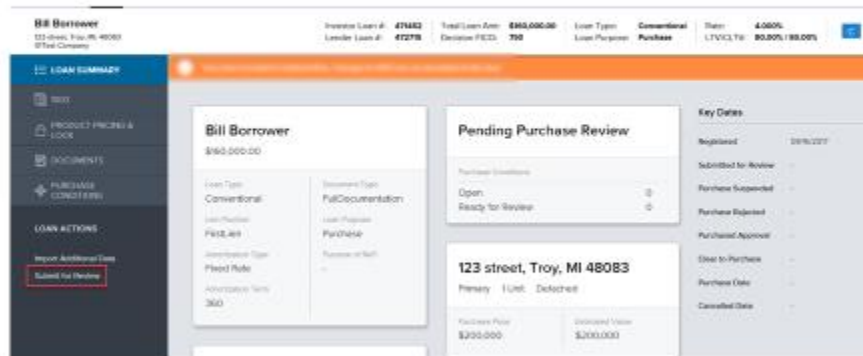 Bill Borrower
123 street, Troy, MI 48083
Investor Loan #: 471482
Lender Loan #: 472716
Total Loan Amt: $160,000.00
Decision FICO: 750
Loan Type: Conventional
Loan Purpose: Purchase
Rate: 4.000%
LTV/CLTV: 80.00% / 80.00%
LOAN SUMMARY
PRODUCT PRICING & LOCK
DOCUMENTS
PURCHASE CONDITIONS
LOAN ACTIONS
Import Additional Data
Submit for Review
Bill Borrower
$160,000.00
Loan Type
Conventional
Document Type
FullDocumentation
Lien Position
FirstLien
Loan Purpose
Purchase
Amortization Type
Fixed Rate
Purpose of Refi
-
Amortization Term
360
Pending Purchase Review
Purchase Conditions
Open 0
Ready for Review 0
123 street, Troy, MI 48083
Primary 1 Unit Detached
Purchase Price
$200,000
Estimated Value
$200,000
Key Dates
Registered
Submitted for Review -
Purchase Suspended -
Purchase Rejected -
Purchased Approval -
Clear to Purchase -
Purchase Date -
Cancelled Date -